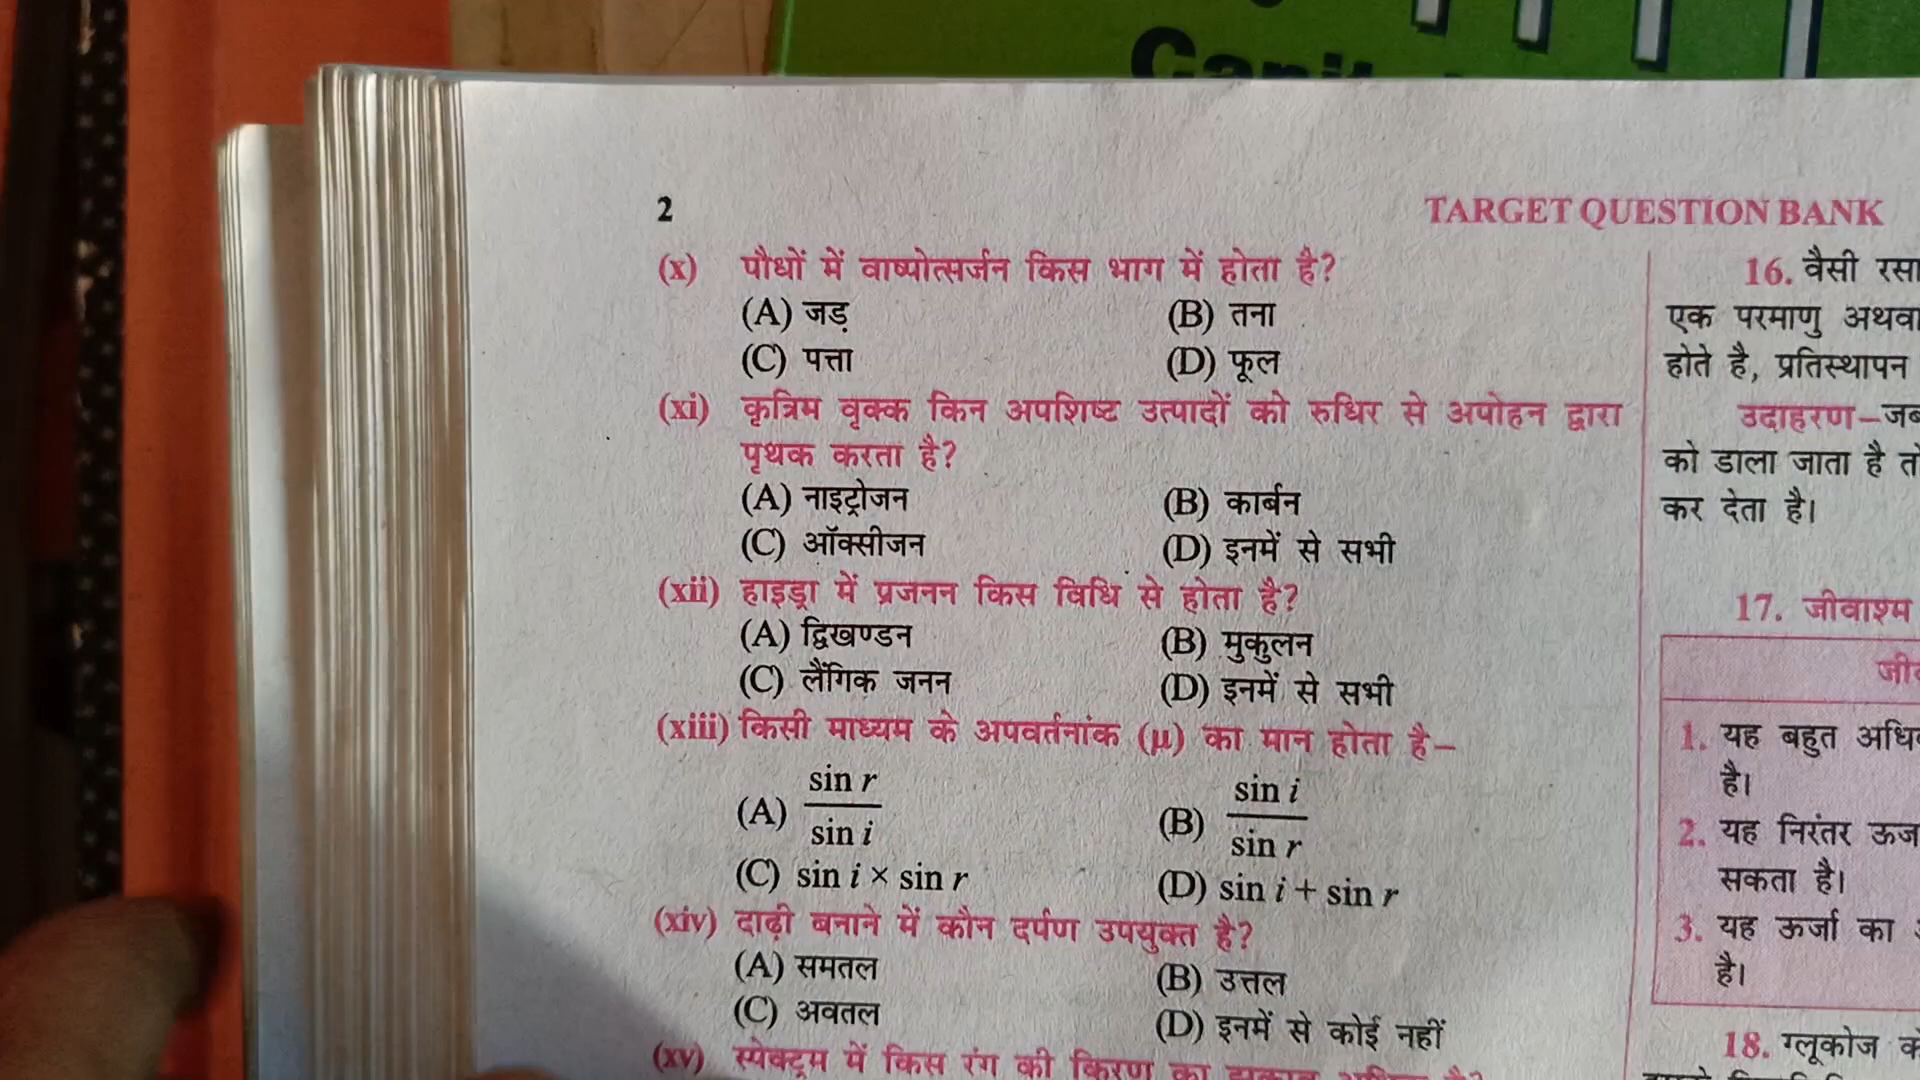 2
TARGET QUESTION BANK
(x) पौधों में वाष्पोत्सर्जन किस भाग में होता है?
(A) जड़ (B) तना
(C) पत्ता (D) फूल
(xi) कृत्रिम वृक्क किन अपशिष्ट उत्पादों को रुधिर से अपोहन द्वारा
पृथक करता है?
(A) नाइट्रोजन (B) कार्बन
(C) ऑक्सीजन (D) इनमें से सभी
(xii) हाइड्रा में प्रजनन किस विधि से होता है?
(A) द्विखण्डन (B) मुकुलन
(C) लैंगिक जनन (D) इनमें से सभी
(xiii) किसी माध्यम के अपवर्तनांक (μ) का मान होता है–
(A) sin r / sin i (B) sin i / sin r
(C) sin i × sin r (D) sin i + sin r
(xiv) दाढ़ी बनाने में कौन दर्पण उपयुक्त है?
(A) समतल (B) उत्तल
(C) अवतल (D) इनमें से कोई नहीं
(xv) स्पेक्ट्रम में किस रंग की किरण का
16. वैसी
एक परमाणु अथवा
होते है, प्रतिस्थापन
उदाहरण–
को डाला जाता है
कर देता है।
17. जीवाश्म
1. यह बहुत
है।
2. यह निरंतर
सकता है।
3. यह ऊर्जा का
है।
18. ग्लूकोज